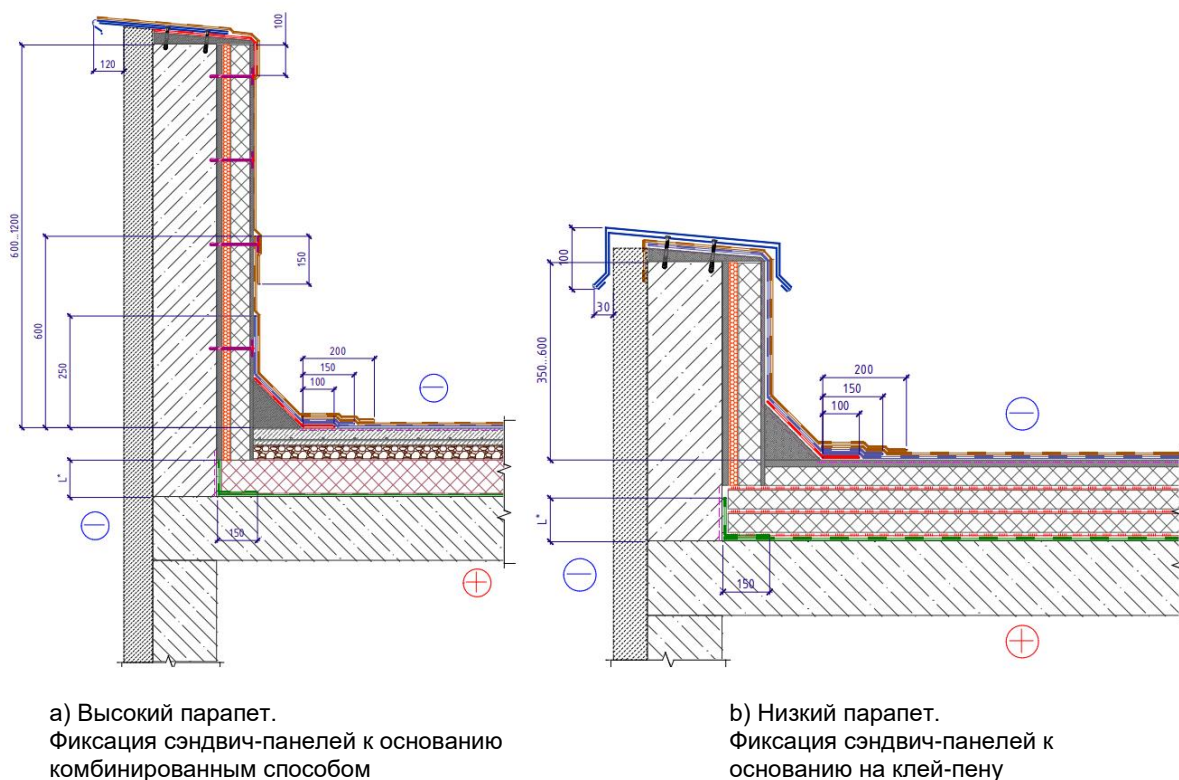 100
120
600...1200
150
600
250
200
150
100
L*
150
100
30
350...600
200
150
100
L*
150
a) Высокий парапет.
Фиксация сэндвич-панелей к основанию
комбинированным способом
b) Низкий парапет.
Фиксация сэндвич-панелей к
основанию на клей-пену